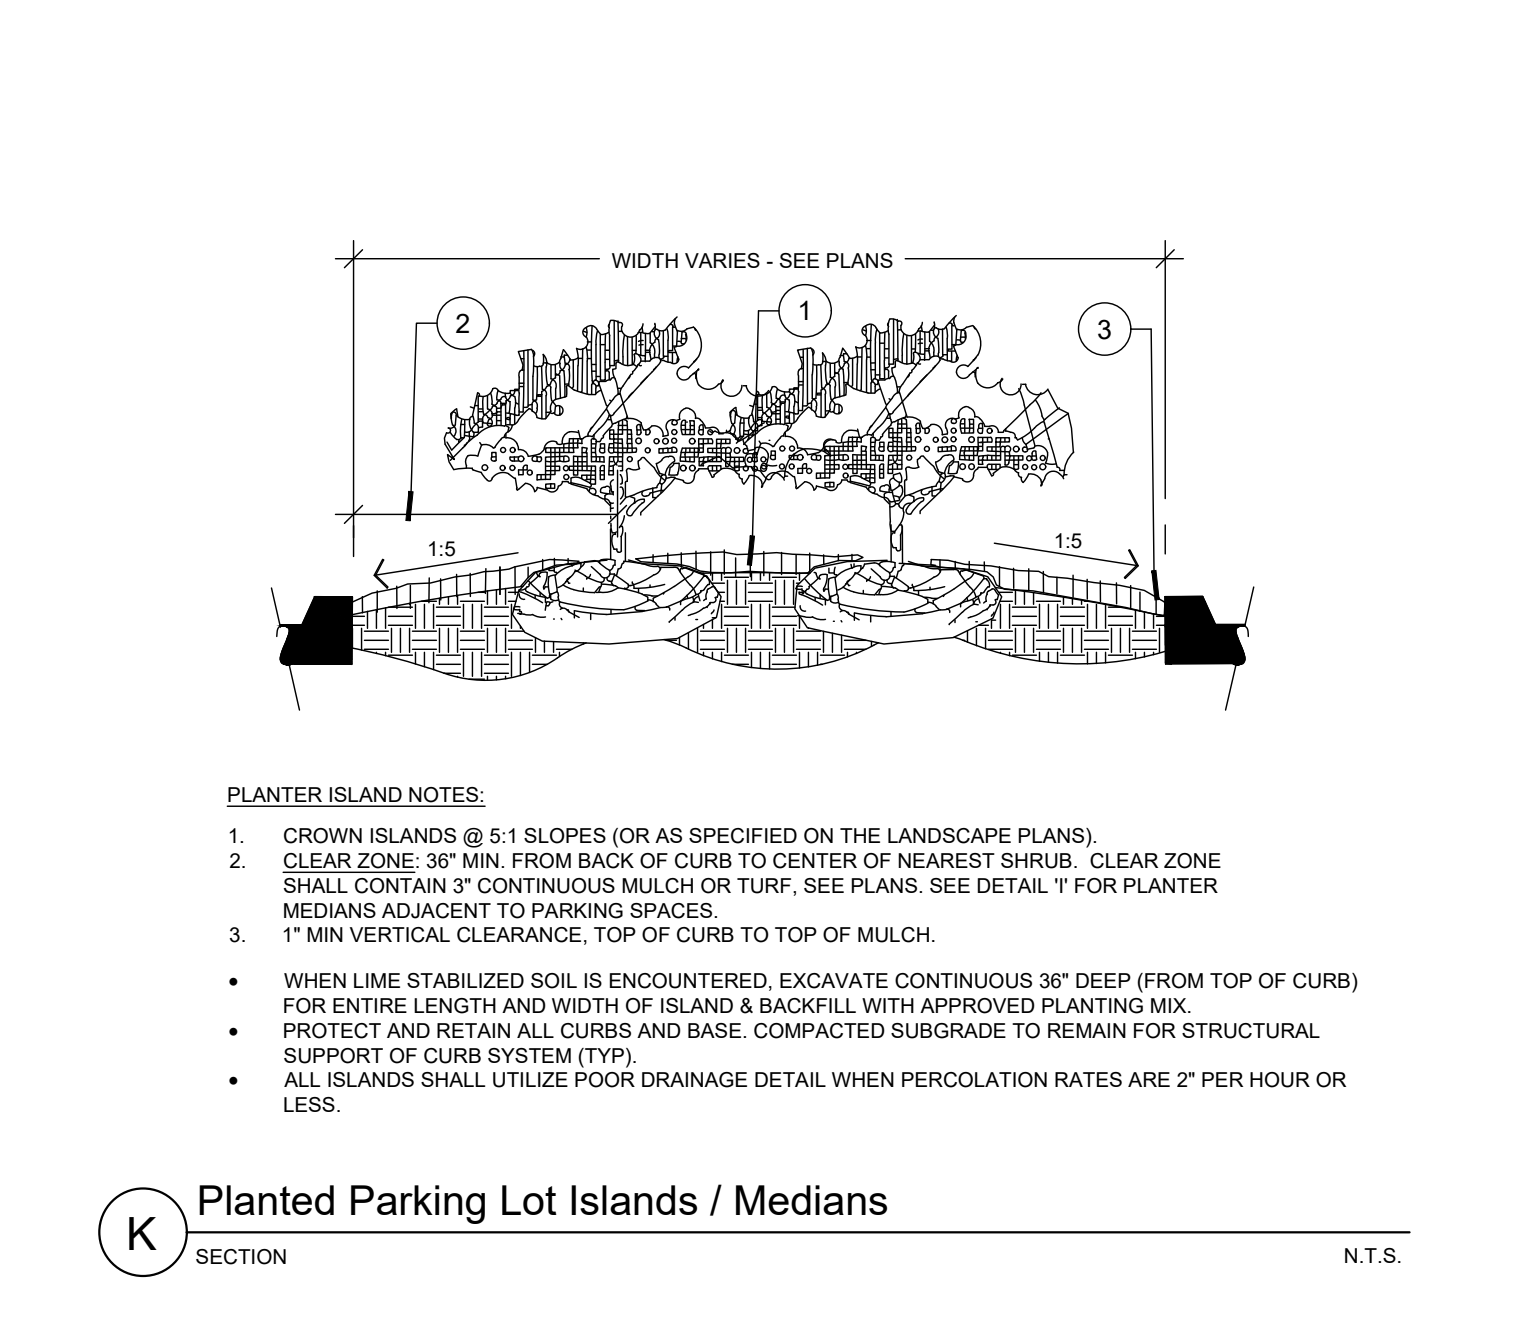 WIDTH VARIES - SEE PLANS
1
2
3
1:5
1:5
PLANTER ISLAND NOTES:
1. CROWN ISLANDS @ 5:1 SLOPES (OR AS SPECIFIED ON THE LANDSCAPE PLANS).
2. CLEAR ZONE: 36" MIN. FROM BACK OF CURB TO CENTER OF NEAREST SHRUB. CLEAR ZONE
SHALL CONTAIN 3" CONTINUOUS MULCH OR TURF, SEE PLANS. SEE DETAIL 'I' FOR PLANTER
MEDIANS ADJACENT TO PARKING SPACES.
3. 1" MIN VERTICAL CLEARANCE, TOP OF CURB TO TOP OF MULCH.
• WHEN LIME STABILIZED SOIL IS ENCOUNTERED, EXCAVATE CONTINUOUS 36" DEEP (FROM TOP OF CURB)
FOR ENTIRE LENGTH AND WIDTH OF ISLAND & BACKFILL WITH APPROVED PLANTING MIX.
• PROTECT AND RETAIN ALL CURBS AND BASE. COMPACTED SUBGRADE TO REMAIN FOR STRUCTURAL
SUPPORT OF CURB SYSTEM (TYP).
• ALL ISLANDS SHALL UTILIZE POOR DRAINAGE DETAIL WHEN PERCOLATION RATES ARE 2" PER HOUR OR
LESS.
K
Planted Parking Lot Islands / Medians
SECTION
N.T.S.